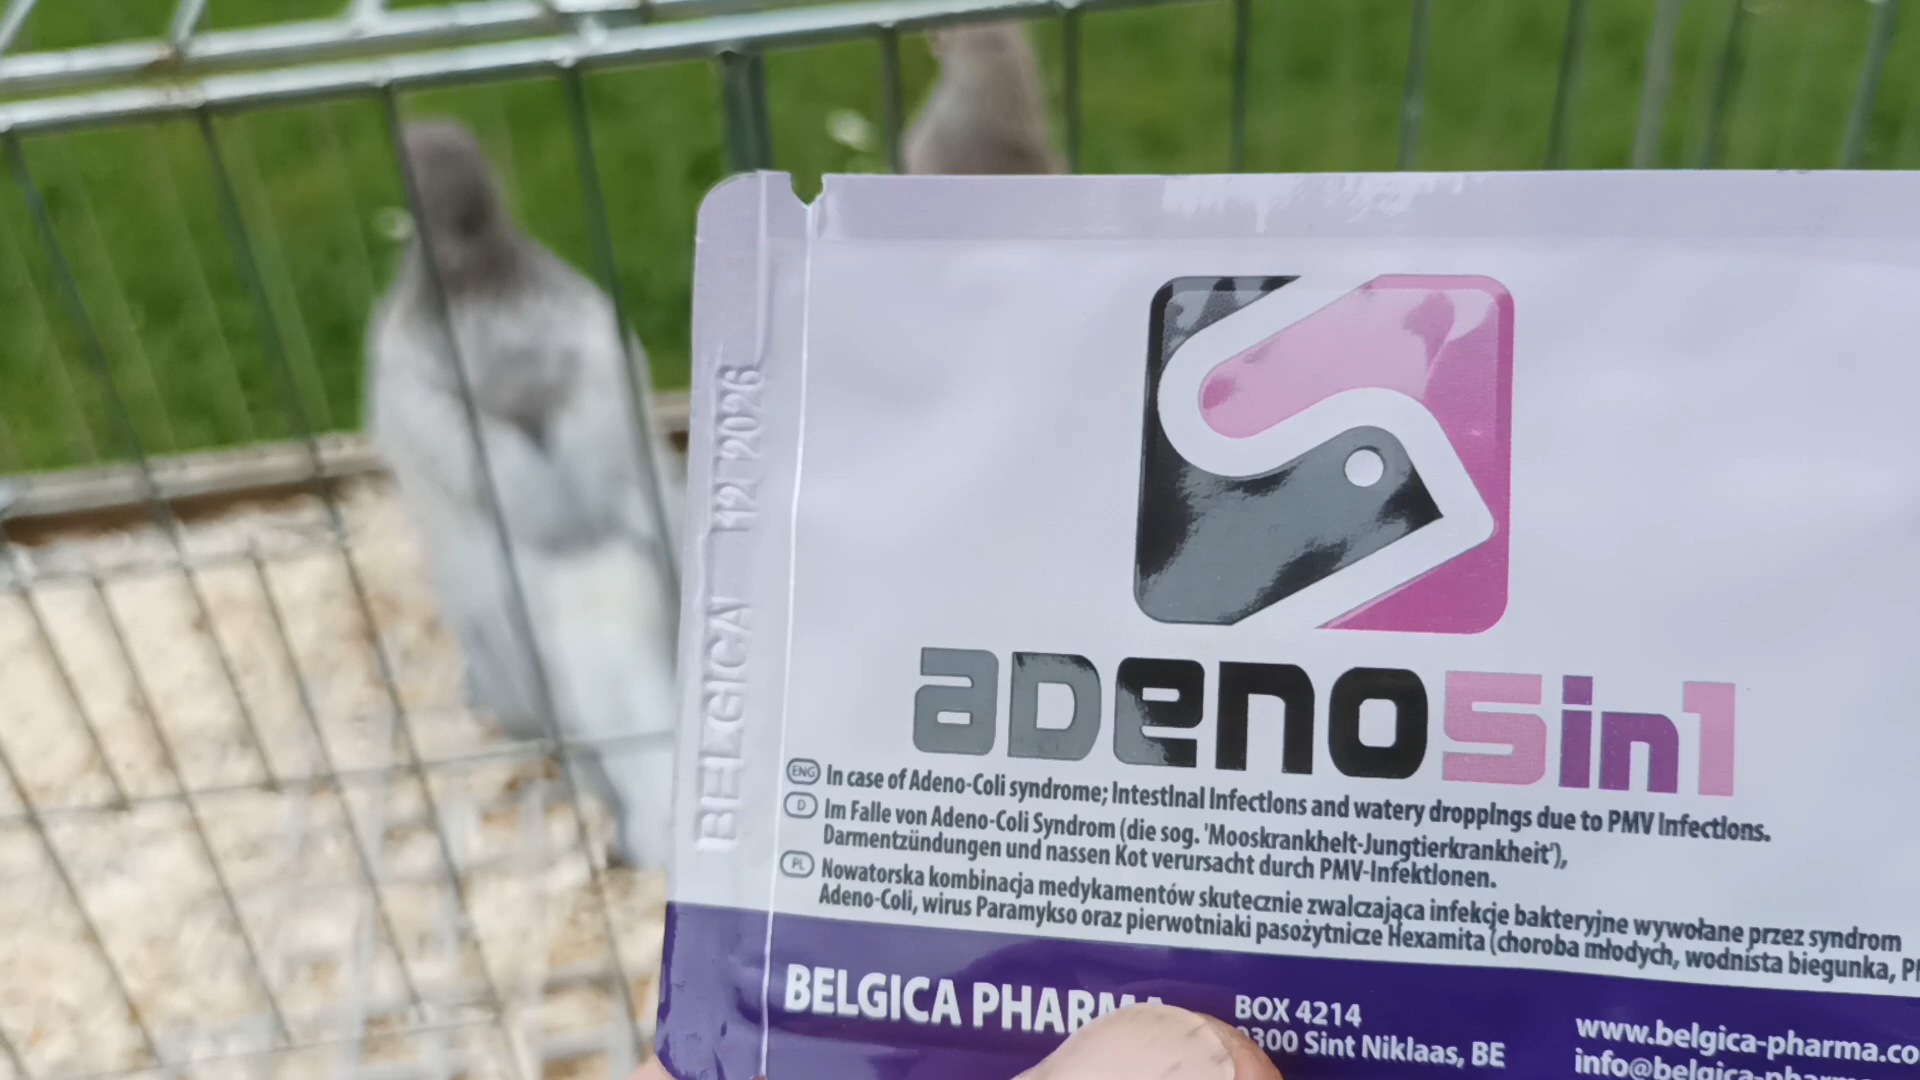 BELGICA 12/2026
aDeno5in1
ENG In case of Adeno-Coli syndrome; Intestinal Infections and watery droppings due to PMV Infections.
D Im Falle von Adeno-Coli Syndrom (die sog. 'Mooskrankheit-Jungtierkrankheit'),
Darmentzündungen und nassen Kot verursacht durch PMV-Infektionen.
PL Nowatorska kombinacja medykamentów skutecznie zwalczająca infekcje bakteryjne wywołane przez syndrom
Adeno-Coli, wirus Paramykso oraz pierwotniaki pasożytnicze Hexamita (choroba młodych, wodnista biegunka,
BELGICA
BOX 4214
Sint Niklaas, BE
www.belgica-pharma.co